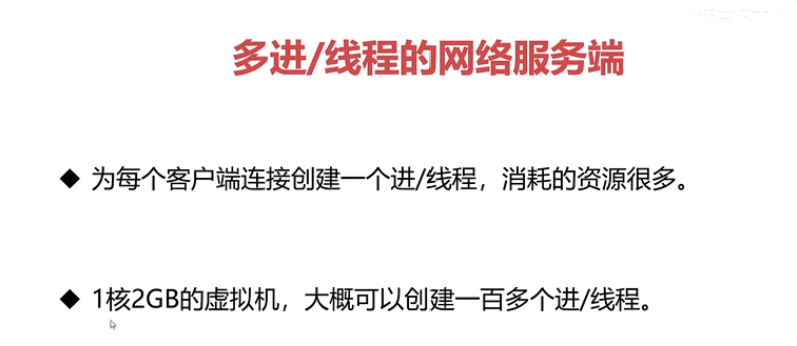 多进/线程的网络服务端
◆ 为每个客户端连接创建一个进/线程，消耗的资源很多。
◆ 1核2GB的虚拟机，大概可以创建一百多个进/线程。